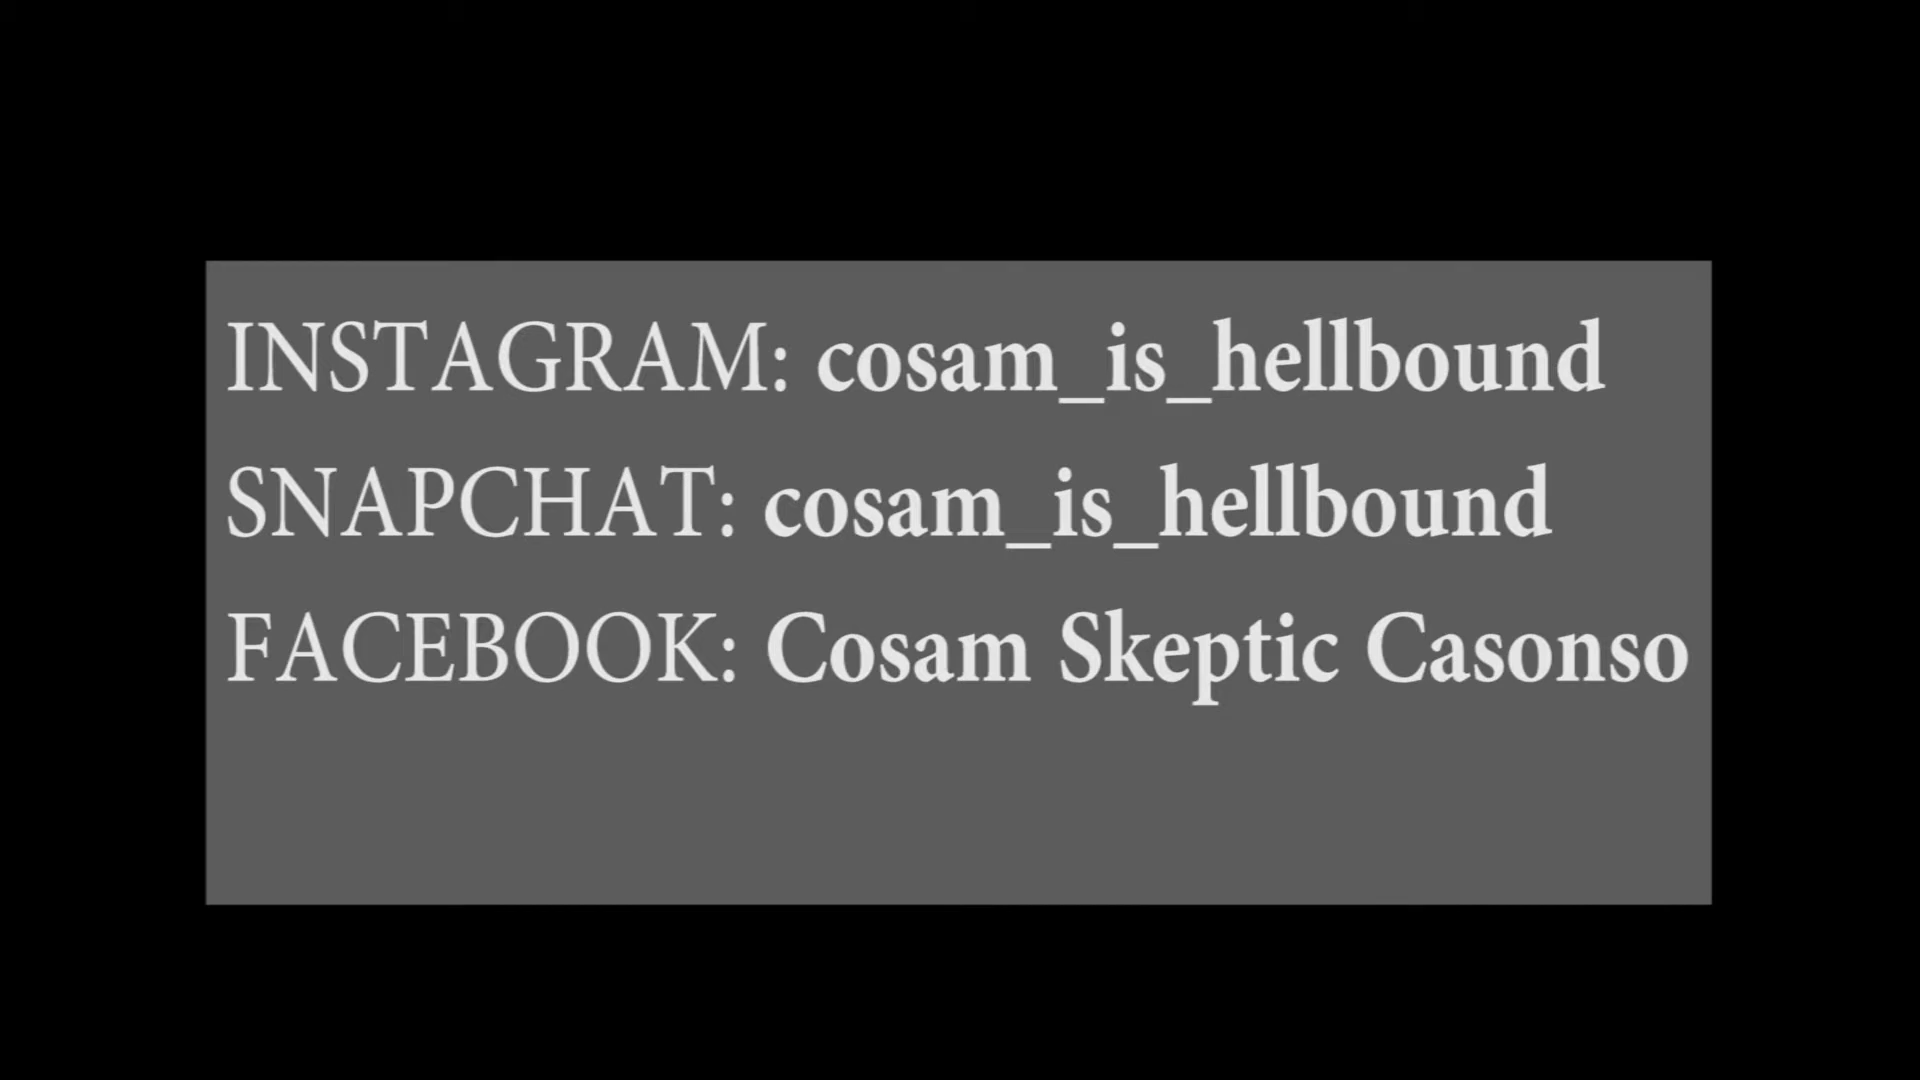 INSTAGRAM: cosam_is_hellbound
SNAPCHAT: cosam_is_hellbound
FACEBOOK: Cosam Skeptic Casonso